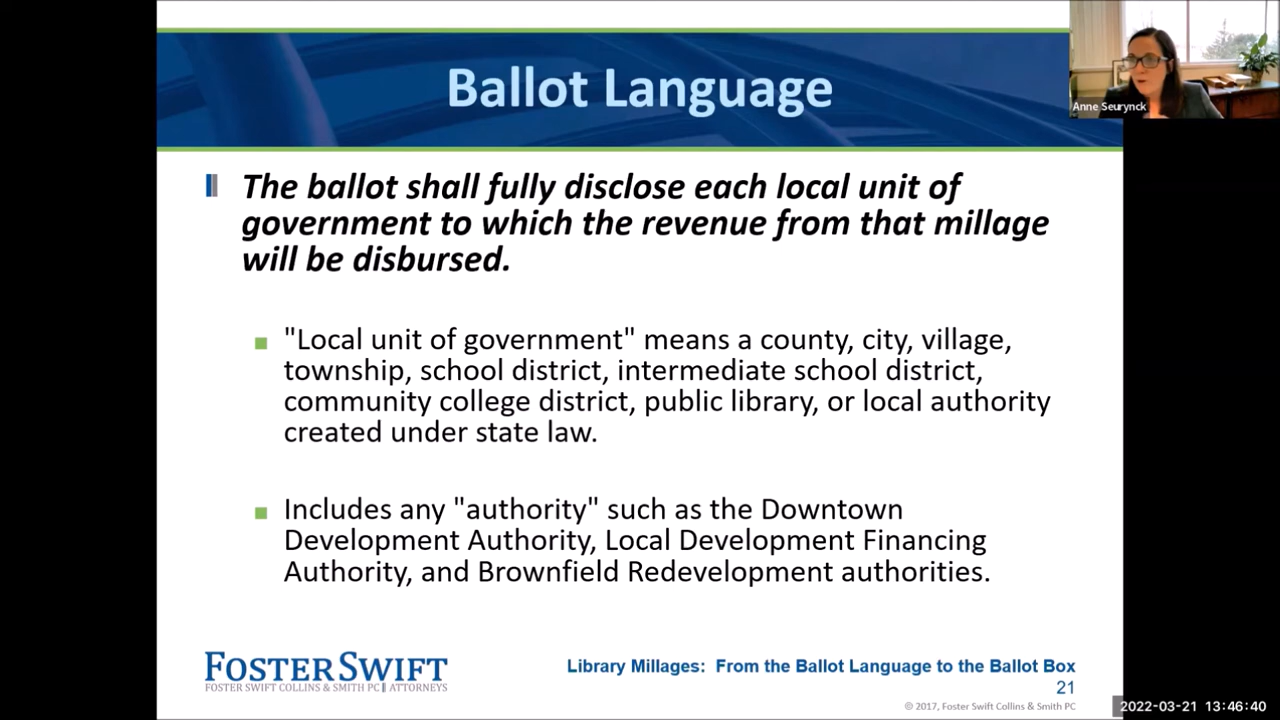 Ballot Language
Anne Seurynck
The ballot shall fully disclose each local unit of
government to which the revenue from that millage
will be disbursed.
"Local unit of government" means a county, city, village,
township, school district, intermediate school district,
community college district, public library, or local authority
created under state law.
Includes any "authority" such as the Downtown
Development Authority, Local Development Financing
Authority, and Brownfield Redevelopment authorities.
FOSTER SWIFT
FOSTER SWIFT COLLINS & SMITH PC || ATTORNEYS
Library Millages: From the Ballot Language to the Ballot Box
21
© 2017, Foster Swift Collins & Smith PC
2022-03-21 13:46:40